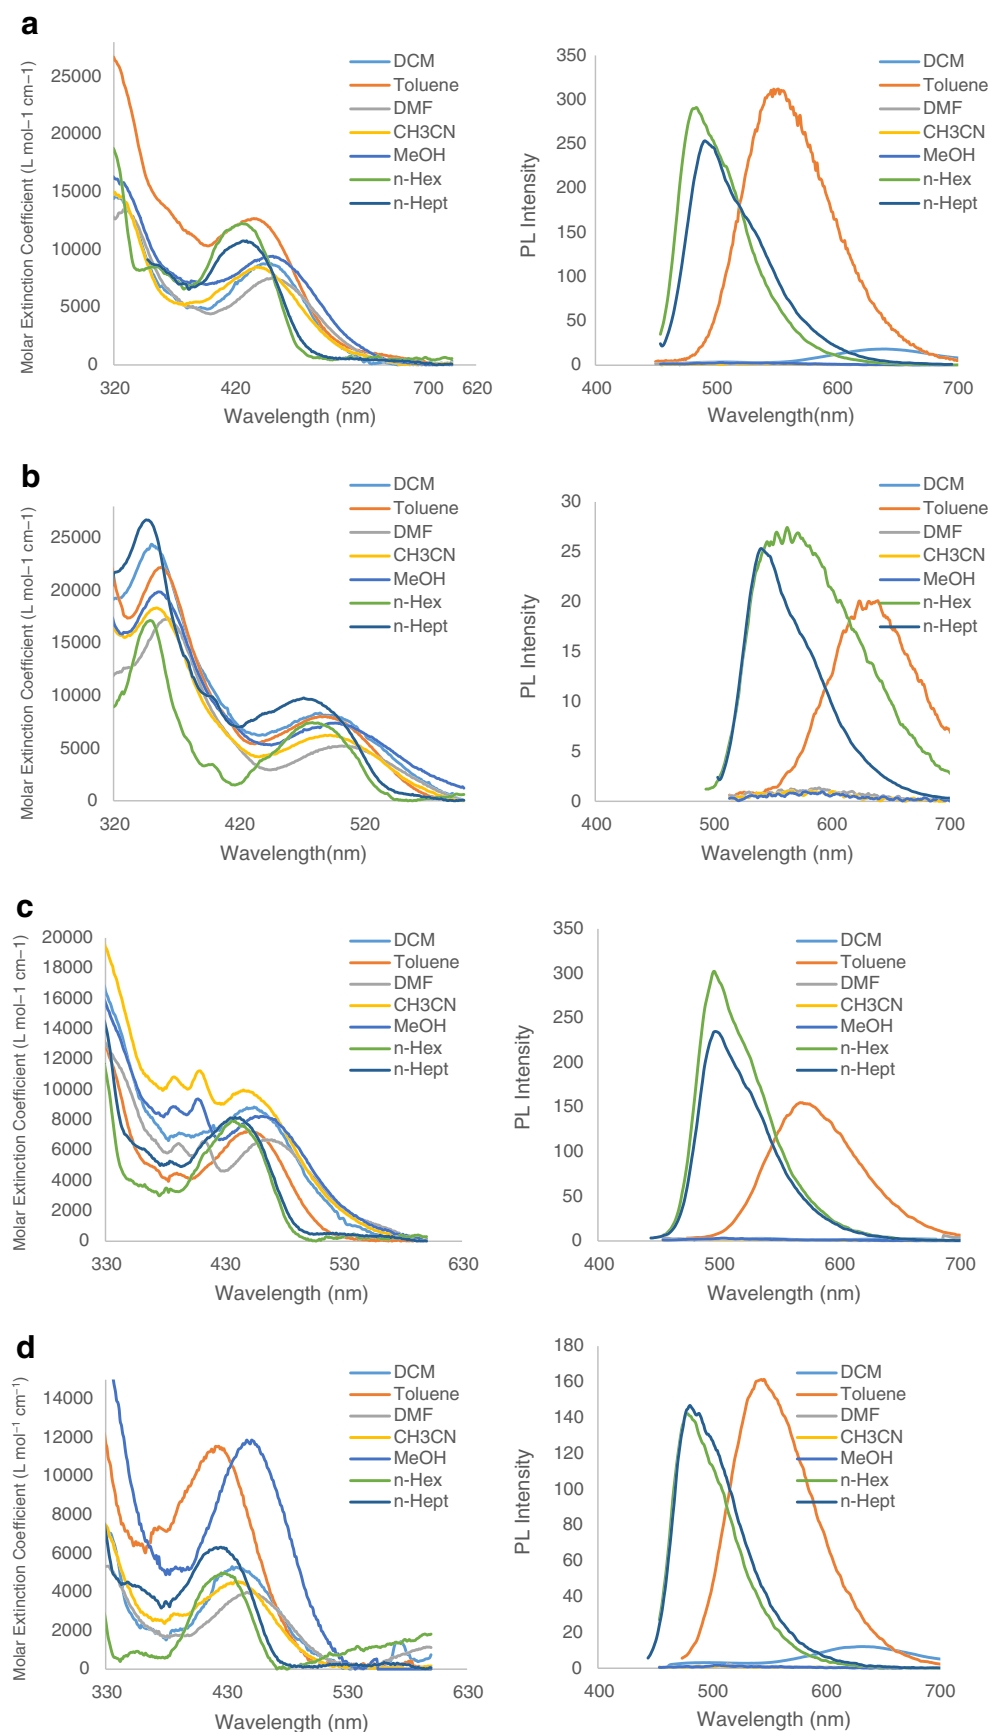 a
Molar Extinction Coefficient (L mol–1 cm–1)
25000
20000
15000
10000
5000
0
320
420
520
700
620
Wavelength (nm)
DCM
Toluene
DMF
CH3CN
MeOH
n-Hex
n-Hept
PL Intensity
350
300
250
200
150
100
50
0
400
500
600
700
Wavelength(nm)
DCM
Toluene
DMF
CH3CN
MeOH
n-Hex
n-Hept
b
Molar Extinction Coefficient (L mol–1 cm–1)
25000
20000
15000
10000
5000
0
320
420
520
Wavelength(nm)
DCM
Toluene
DMF
CH3CN
MeOH
n-Hex
n-Hept
PL Intensity
30
25
20
15
10
5
0
400
500
600
700
Wavelength (nm)
DCM
Toluene
DMF
CH3CN
MeOH
n-Hex
n-Hept
c
Molar Extinction Coefficient (L mol–1 cm–1)
20000
18000
16000
14000
12000
10000
8000
6000
4000
2000
0
330
430
530
630
Wavelength (nm)
DCM
Toluene
DMF
CH3CN
MeOH
n-Hex
n-Hept
PL Intensity
350
300
250
200
150
100
50
0
400
500
600
700
Wavelength (nm)
DCM
Toluene
DMF
CH3CN
MeOH
n-Hex
n-Hept
d
Molar Extinction Coefficient (L mol⁻¹ cm⁻¹)
14000
12000
10000
8000
6000
4000
2000
0
330
430
530
630
Wavelength (nm)
DCM
Toluene
DMF
CH3CN
MeOH
n-Hex
n-Hept
PL Intensity
180
160
140
120
100
80
60
40
20
0
400
500
600
700
Wavelength (nm)
DCM
Toluene
DMF
CH3CN
MeOH
n-Hex
n-Hept